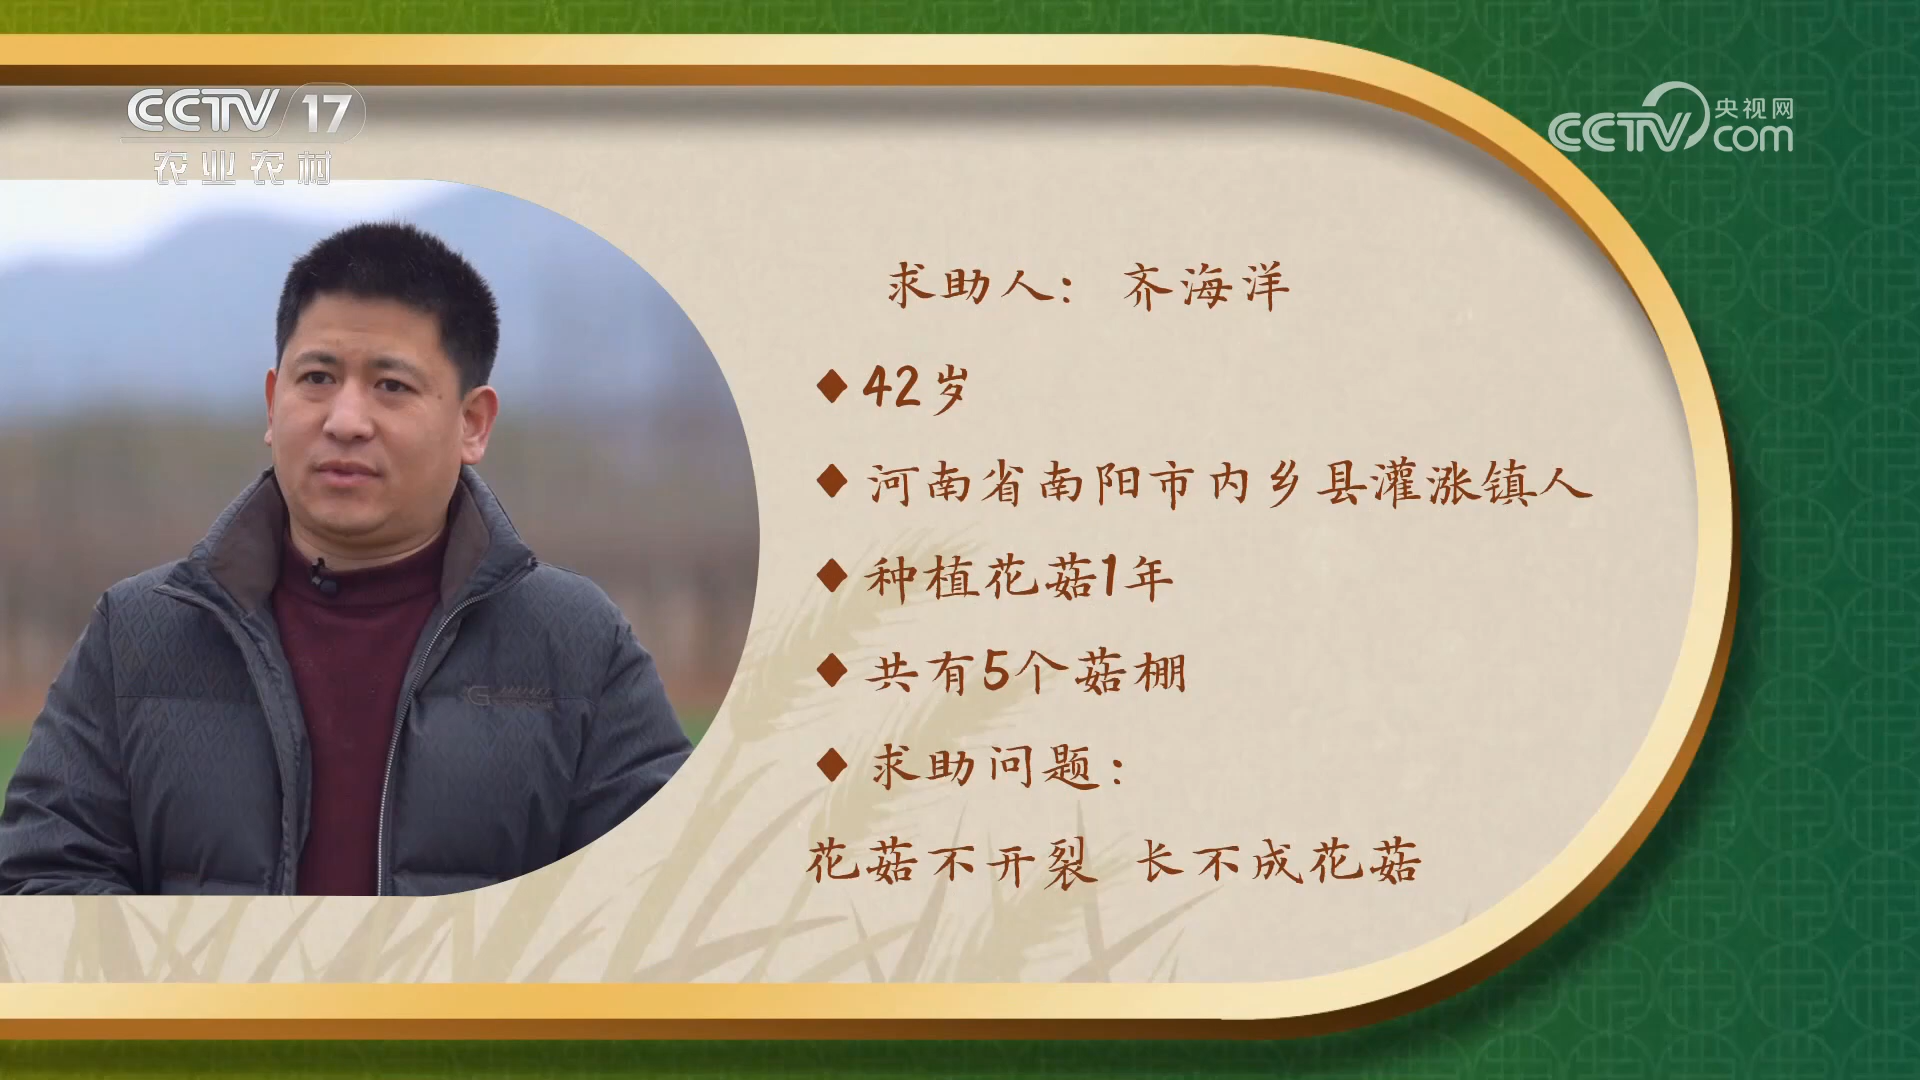 CCTV 17
农业农村
央视网
CCTV com
求助人： 齐海洋
◆ 42岁
◆ 河南省南阳市内乡县灌涨镇人
◆ 种植花菇1年
◆ 共有5个菇棚
◆ 求助问题：
花菇不开裂 长不成花菇